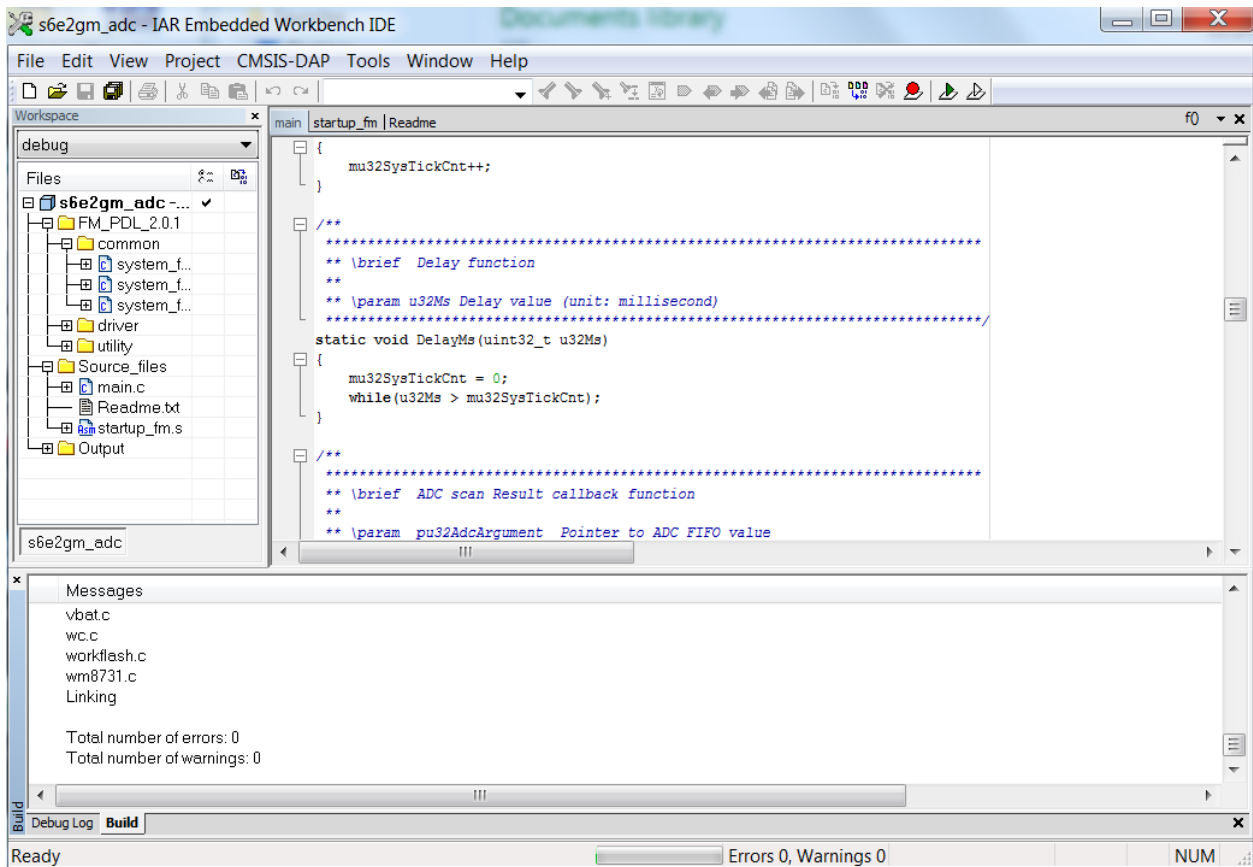 Documents library
s6e2gm_adc - IAR Embedded Workbench IDE
File Edit View Project CMSIS-DAP Tools Window Help
Workspace
debug
Files
s6e2gm_adc -...
FM_PDL_2.0.1
common
system_f...
system_f...
system_f...
driver
utility
Source_files
main.c
Readme.txt
startup_fm.s
Output
s6e2gm_adc
main startup_fm | Readme
f()
{
mu32SysTickCnt++;
}
/**
******************************************************************************
** \brief Delay function
**
** \param u32Ms Delay value (unit: millisecond)
******************************************************************************/
static void DelayMs(uint32_t u32Ms)
{
mu32SysTickCnt = 0;
while(u32Ms > mu32SysTickCnt);
}
/**
******************************************************************************
** \brief ADC scan Result callback function
**
** \param pu32AdcArgument Pointer to ADC FIFO value
Messages
vbat.c
wc.c
workflash.c
wm8731.c
Linking
Total number of errors: 0
Total number of warnings: 0
Build
Debug Log Build
Ready Errors 0, Warnings 0 NUM